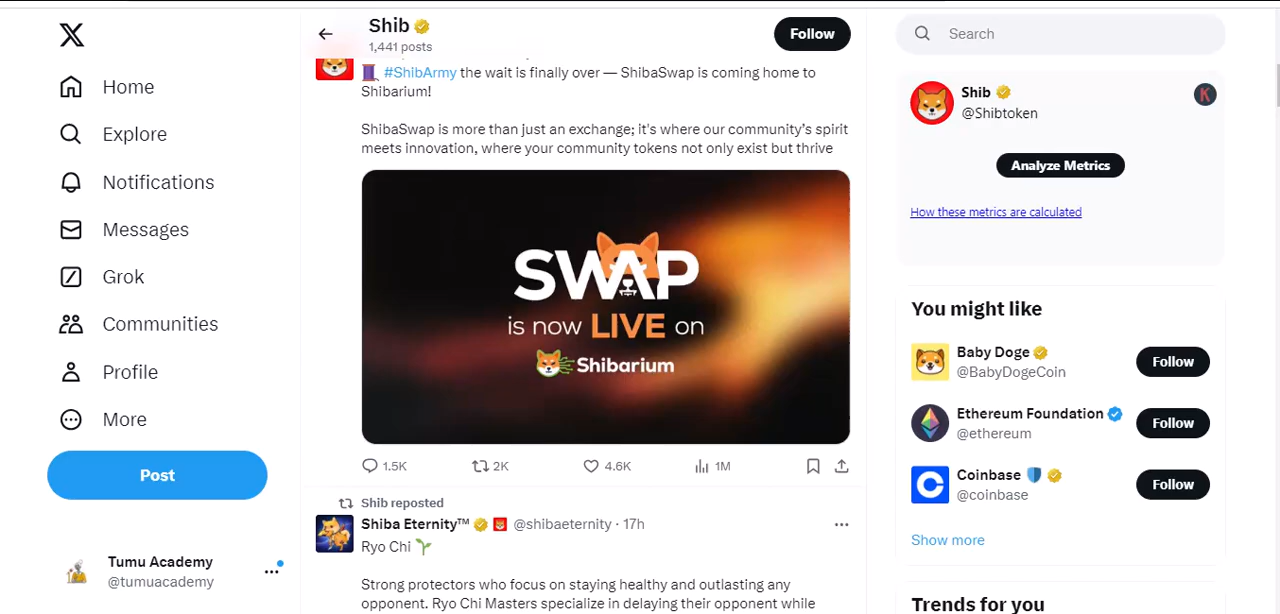 Home
Explore
Notifications
Messages
Grok
Communities
Profile
More
Post
Tumu Academy
@tumuacademy
Shib
1,441 posts
Follow
#ShibArmy the wait is finally over — ShibaSwap is coming home to
Shibarium!
ShibaSwap is more than just an exchange; it's where our community’s spirit
meets innovation, where your community tokens not only exist but thrive
SWAP
is now LIVE on
Shibarium
1.5K 2K 4.6K 1M
Shib reposted
Shiba Eternity™ @shibaeternity · 17h
Ryo Chi
Strong protectors who focus on staying healthy and outlasting any
opponent. Ryo Chi Masters specialize in delaying their opponent while
Search
Shib
@Shibtoken
K
Analyze Metrics
How these metrics are calculated
You might like
Baby Doge
@BabyDogeCoin
Follow
Ethereum Foundation
@ethereum
Follow
Coinbase
@coinbase
Follow
Show more
Trends for you